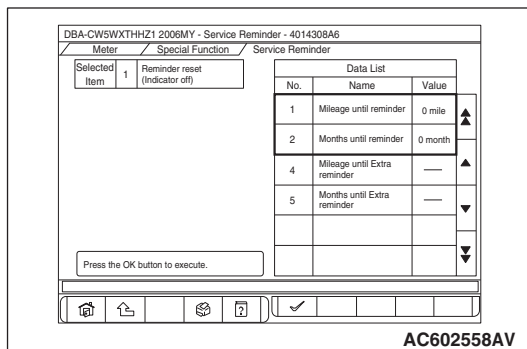 DBA-CW5WXTHHZ1 2006MY - Service Reminder - 4014308A6
Meter / Special Function / Service Reminder
Selected Item 1 Reminder reset (Indicator off)
Data List
No. Name Value
1 Mileage until reminder 0 mile
2 Months until reminder 0 month
4 Mileage until Extra reminder —
5 Months until Extra reminder —
Press the OK button to execute.
?
AC602558AV